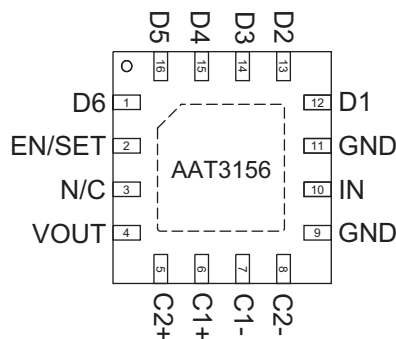 D5 D4 D3 D2
16 15 14 13
D6 1 12 D1
EN/SET 2 11 GND
AAT3156
N/C 3 10 IN
VOUT 4 9 GND
5 6 7 8
C2+ C1+ C1- C2-